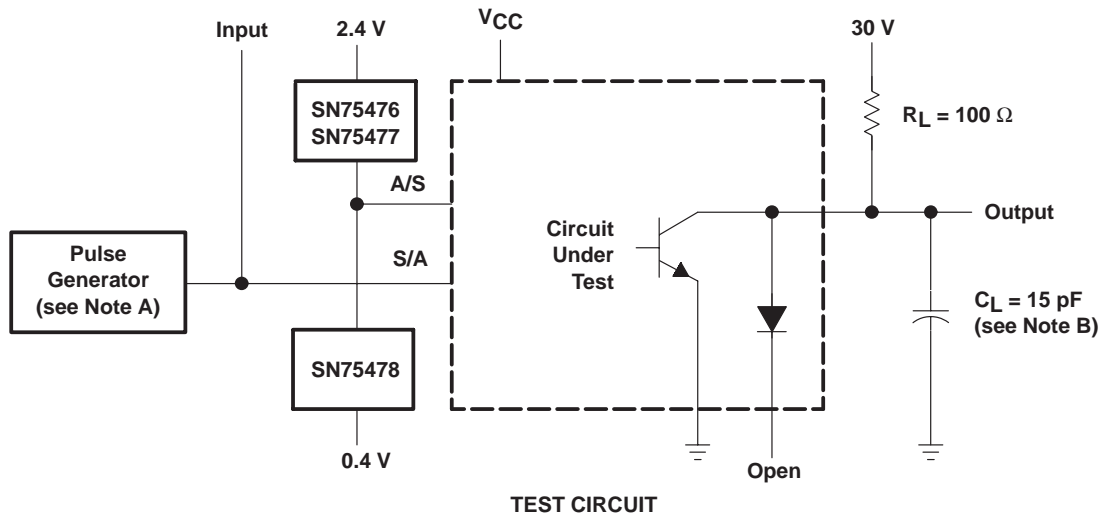 Input
2.4 V
VCC
30 V
SN75476
SN75477
RL = 100 Ω
A/S
Output
Circuit
Under
Test
Pulse
Generator
(see Note A)
S/A
CL = 15 pF
(see Note B)
SN75478
0.4 V
Open
TEST CIRCUIT